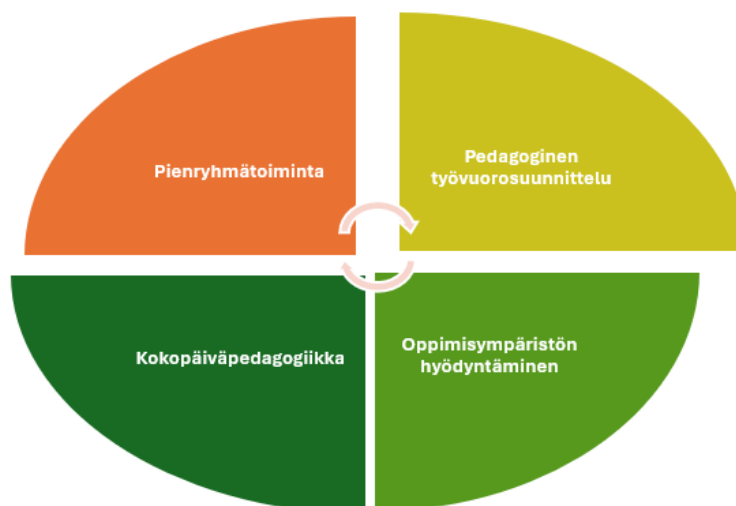 Pienryhmätoiminta
Pedagoginen
työvuorosuunnittelu
Kokopäiväpedagogiikka
Oppimisympäristön
hyödyntäminen